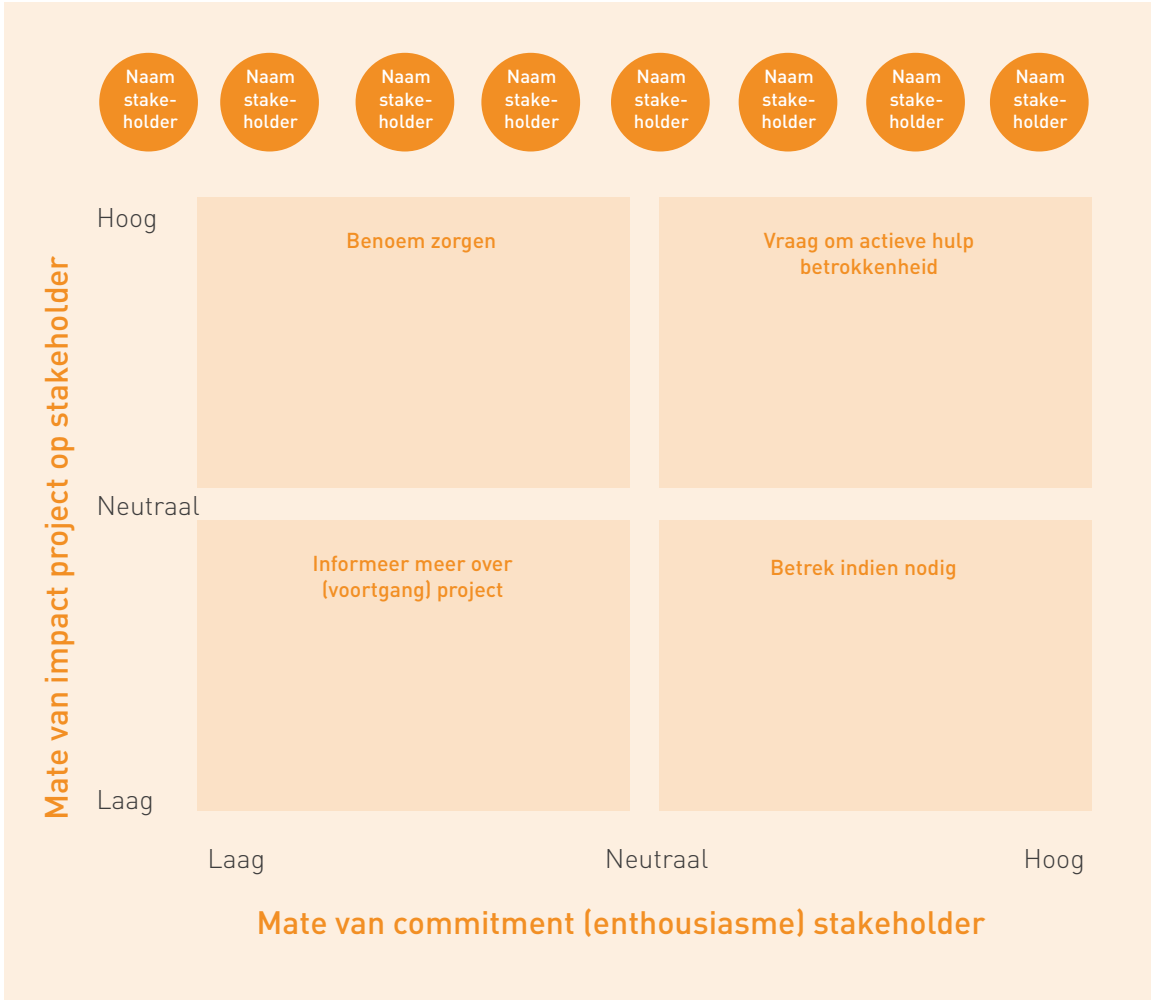 Naam
stake-
holder
Naam
stake-
holder
Naam
stake-
holder
Naam
stake-
holder
Naam
stake-
holder
Naam
stake-
holder
Naam
stake-
holder
Naam
stake-
holder
Mate van impact project op stakeholder
Hoog
Benoem zorgen
Vraag om actieve hulp
betrokkenheid
Neutraal
Informeer meer over
(voortgang) project
Betrek indien nodig
Laag
Laag
Neutraal
Hoog
Mate van commitment (enthousiasme) stakeholder